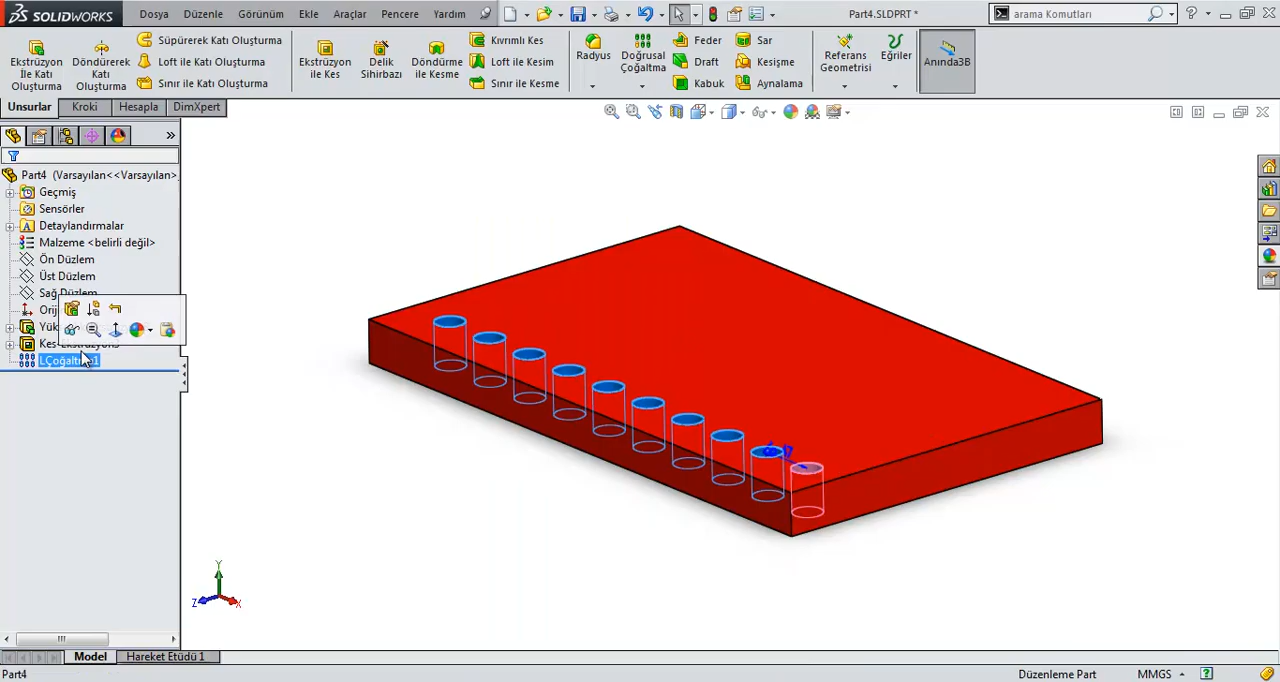 SOLIDWORKS Dosya Düzenle Görünüm Ekle Araçlar Pencere Yardım Part4.SLDPRT * arama Komutları
Ekstrüzyon İle Katı Oluşturma
Döndürerek Katı Oluşturma
Süpürerek Katı Oluşturma
Loft ile Katı Oluşturma
Sınır ile Katı Oluşturma
Ekstrüzyon ile Kes
Delik Sihirbazı
Döndürme ile Kesme
Kıvrımlı Kes
Loft ile Kesim
Sınır ile Kesme
Radyus
Doğrusal Çoğaltma
Feder
Draft
Kabuk
Sar
Kesişme
Aynalama
Referans Geometrisi
Eğriler
Anında3B
Unsurlar Kroki Hesapla DimXpert
Part4 (Varsayılan<<Varsayılan>
Geçmiş
Sensörler
Detaylandırmalar
Malzeme <belirli değil>
Ön Düzlem
Üst Düzlem
Sağ Düzlem
Orij
Yük
Y
Z
X
Model Hareket Etüdü 1
Part4 Düzenleme Part MMGS